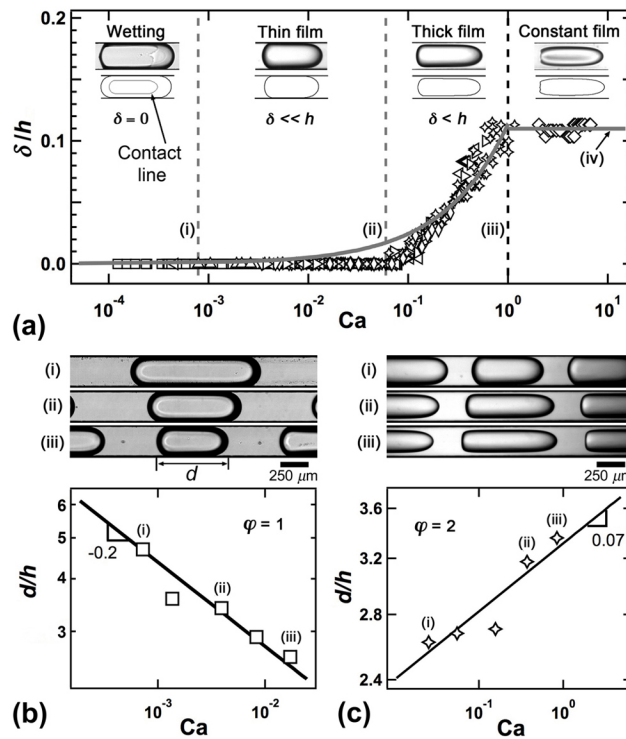 Wetting Thin film Thick film Constant film
δ = 0 δ << h δ < h
Contact line
(i) (ii) (iii) (iv)
δ/h
0.0 0.1 0.2
10⁻⁴ 10⁻³ 10⁻² 10⁻¹ 10⁰ 10¹
Ca
(a)
(i)
(ii)
(iii)
d
250 μm
(i)
(ii)
(iii)
250 μm
6
5
4
3
d/h
-0.2
(i)
(ii)
(iii)
φ = 1
10⁻³ 10⁻²
Ca
(b)
3.6
3.2
2.8
2.4
d/h
φ = 2
(i)
(ii)
(iii)
0.07
10⁻¹ 10⁰
Ca
(c)